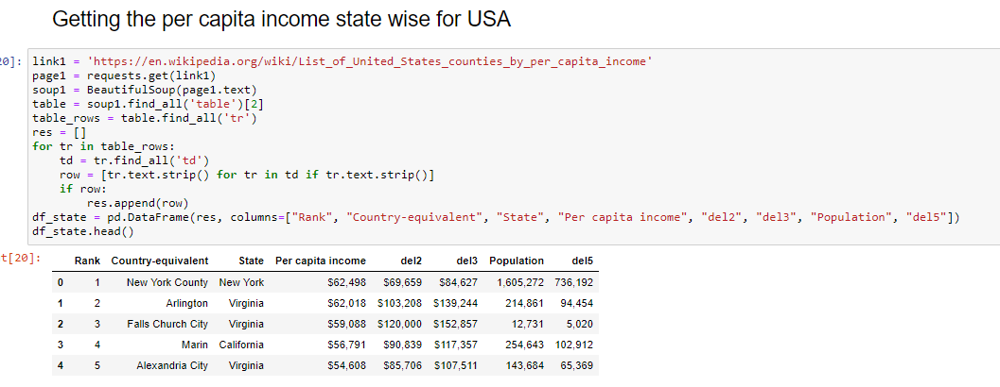 Getting the per capita income state wise for USA
20]: link1 = 'https://en.wikipedia.org/wiki/List_of_United_States_counties_by_per_capita_income'
page1 = requests.get(link1)
soup1 = BeautifulSoup(page1.text)
table = soup1.find_all('table')[2]
table_rows = table.find_all('tr')
res = []
for tr in table_rows:
    td = tr.find_all('td')
    row = [tr.text.strip() for tr in td if tr.text.strip()]
    if row:
        res.append(row)
df_state = pd.DataFrame(res, columns=["Rank", "Country-equivalent", "State", "Per capita income", "del2", "del3", "Population", "del5"])
df_state.head()
t[20]: Rank Country-equivalent State Per capita income del2 del3 Population del5
0 1 New York County New York $62,498 $69,659 $84,627 1,605,272 736,192
1 2 Arlington Virginia $62,018 $103,208 $139,244 214,861 94,454
2 3 Falls Church City Virginia $59,088 $120,000 $152,857 12,731 5,020
3 4 Marin California $56,791 $90,839 $117,357 254,643 102,912
4 5 Alexandria City Virginia $54,608 $85,706 $107,511 143,684 65,369